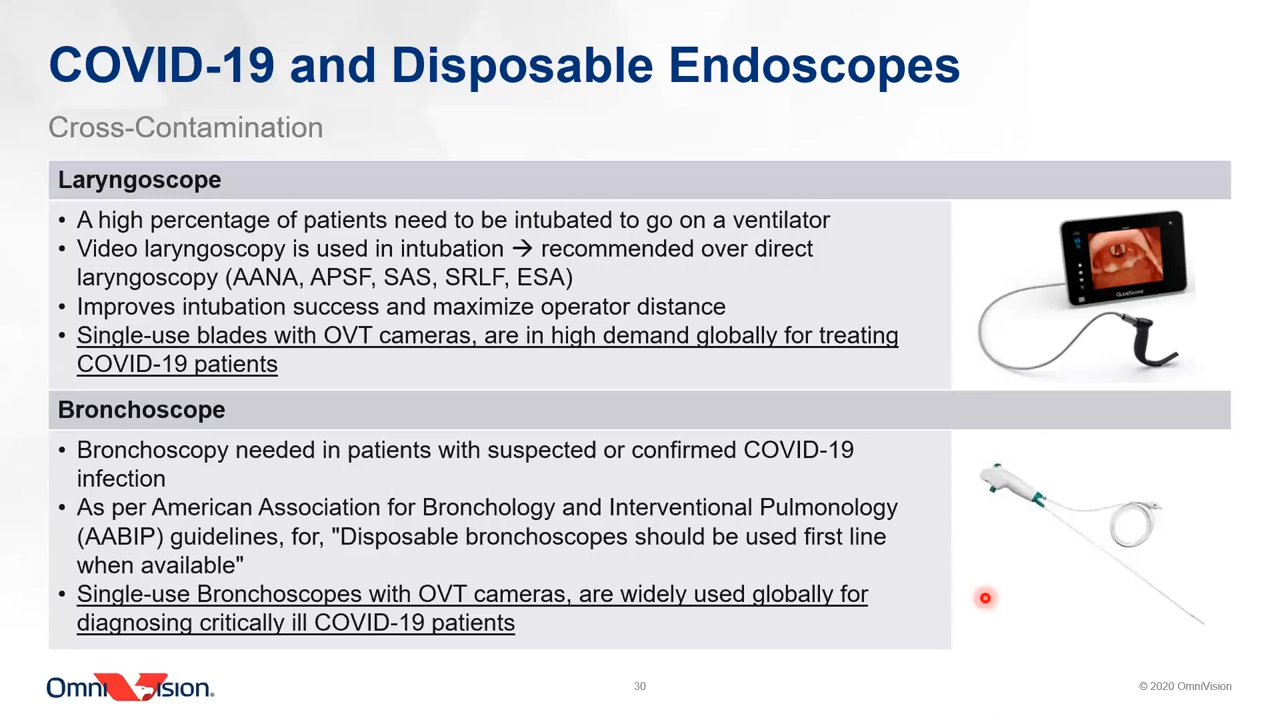 COVID-19 and Disposable Endoscopes
Cross-Contamination
Laryngoscope
• A high percentage of patients need to be intubated to go on a ventilator
• Video laryngoscopy is used in intubation → recommended over direct
laryngoscopy (AANA, APSF, SAS, SRLF, ESA)
• Improves intubation success and maximize operator distance
• Single-use blades with OVT cameras, are in high demand globally for treating
COVID-19 patients
GlideScope
Bronchoscope
• Bronchoscopy needed in patients with suspected or confirmed COVID-19
infection
• As per American Association for Bronchology and Interventional Pulmonology
(AABIP) guidelines, for, "Disposable bronchoscopes should be used first line
when available"
• Single-use Bronchoscopes with OVT cameras, are widely used globally for
diagnosing critically ill COVID-19 patients
OmniVision.
30
© 2020 OmniVision